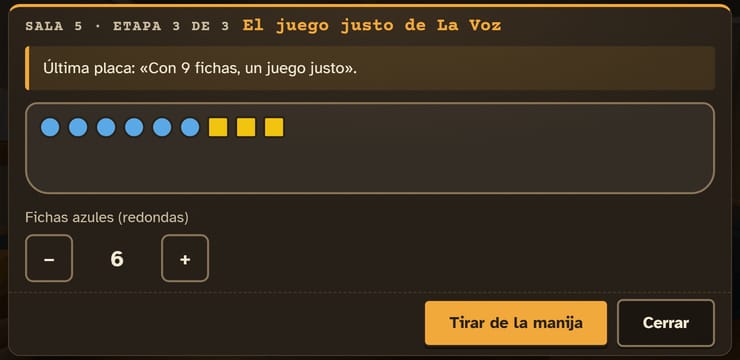 SALA 5 · ETAPA 3 DE 3 El juego justo de La Voz
Última placa: «Con 9 fichas, un juego justo».
Fichas azules (redondas)
– 6 +
Tirar de la manija Cerrar